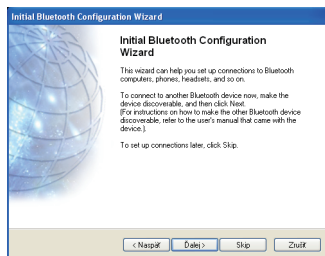 Initial Bluetooth Configuration Wizard
Initial Bluetooth Configuration
Wizard
This wizard can help you set up connections to Bluetooth
computers, phones, headsets, and so on.
To connect to another Bluetooth device now, make the
device discoverable, and then click Next.
(For instructions on how to make the other Bluetooth device
discoverable, refer to the user's manual that came with the
device.).
To set up connections later, click Skip.
< Naspäť Ďalej > Skip Zrušiť